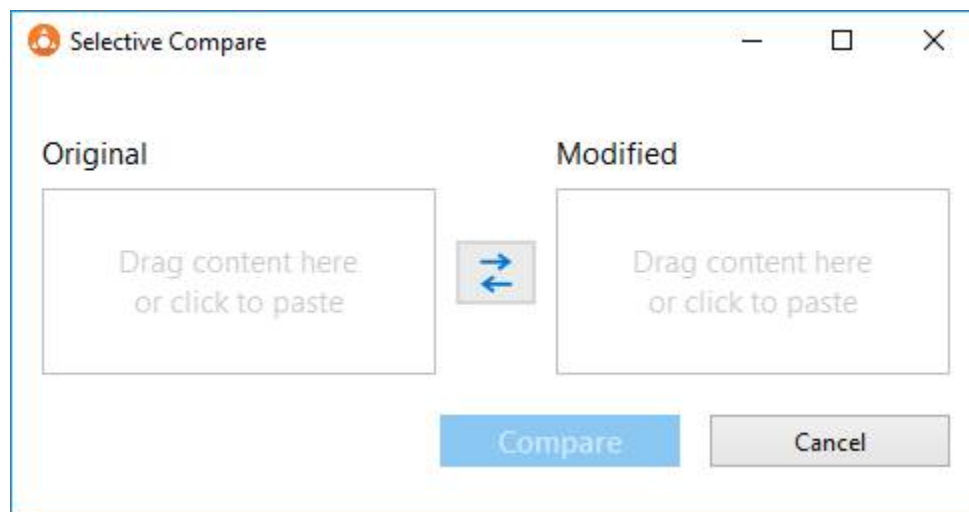 Selective Compare
Original
Modified
Drag content here
or click to paste
Drag content here
or click to paste
Compare
Cancel